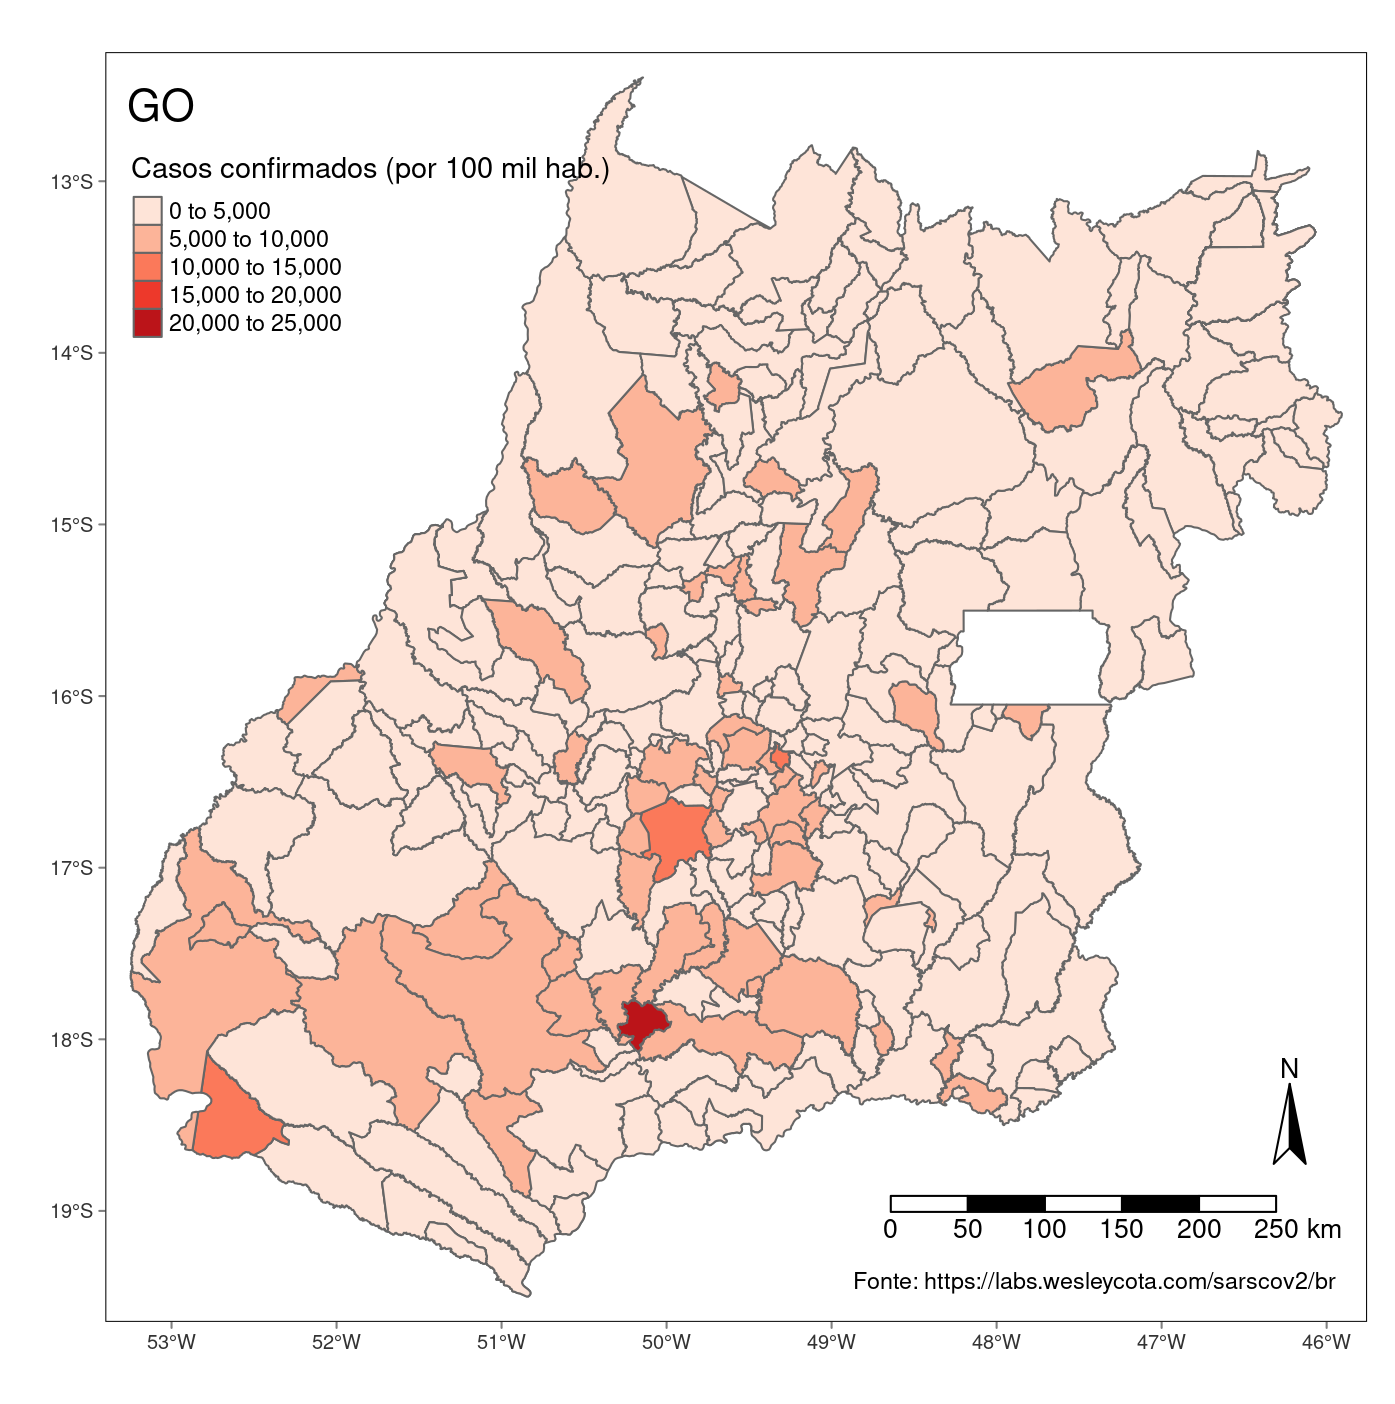 GO
Casos confirmados (por 100 mil hab.)
0 to 5,000
5,000 to 10,000
10,000 to 15,000
15,000 to 20,000
20,000 to 25,000
13°S
14°S
15°S
16°S
17°S
18°S
19°S
N
0 50 100 150 200 250 km
Fonte: https://labs.wesleycota.com/sarscov2/br
53°W 52°W 51°W 50°W 49°W 48°W 47°W 46°W